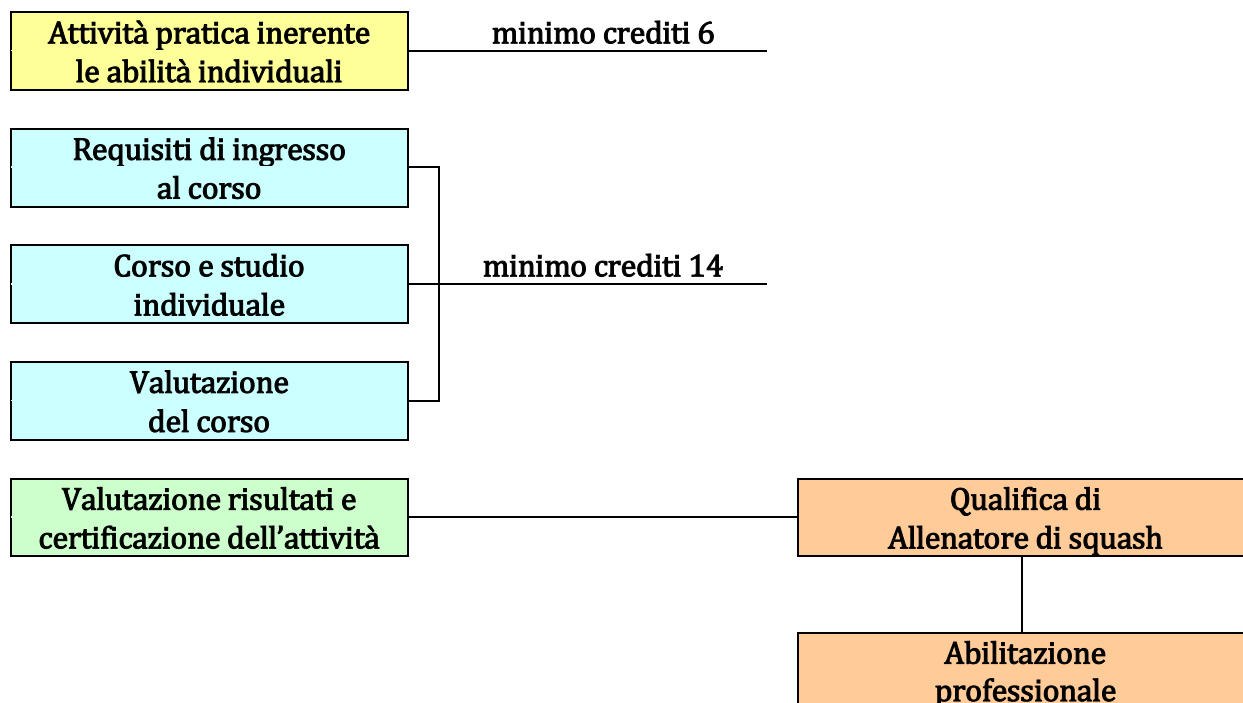 Attività pratica inerente
le abilità individuali
minimo crediti 6
Requisiti di ingresso
al corso
Corso e studio
individuale
minimo crediti 14
Valutazione
del corso
Valutazione risultati e
certificazione dell’attività
Qualifica di
Allenatore di squash
Abilitazione
professionale